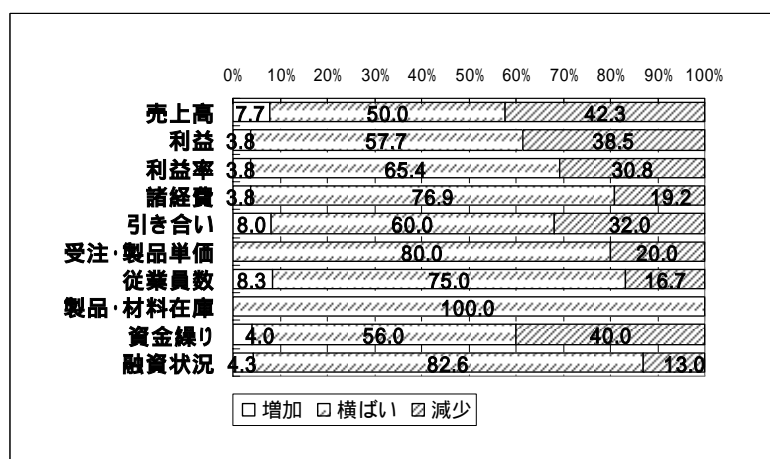 0% 10% 20% 30% 40% 50% 60% 70% 80% 90% 100%
売上高 7.7 50.0 42.3
利益 3.8 57.7 38.5
利益率 3.8 65.4 30.8
諸経費 3.8 76.9 19.2
引き合い 8.0 60.0 32.0
受注・製品単価 80.0 20.0
従業員数 8.3 75.0 16.7
製品・材料在庫 100.0
資金繰り 4.0 56.0 40.0
融資状況 4.3 82.6 13.0
増加 横ばい 減少